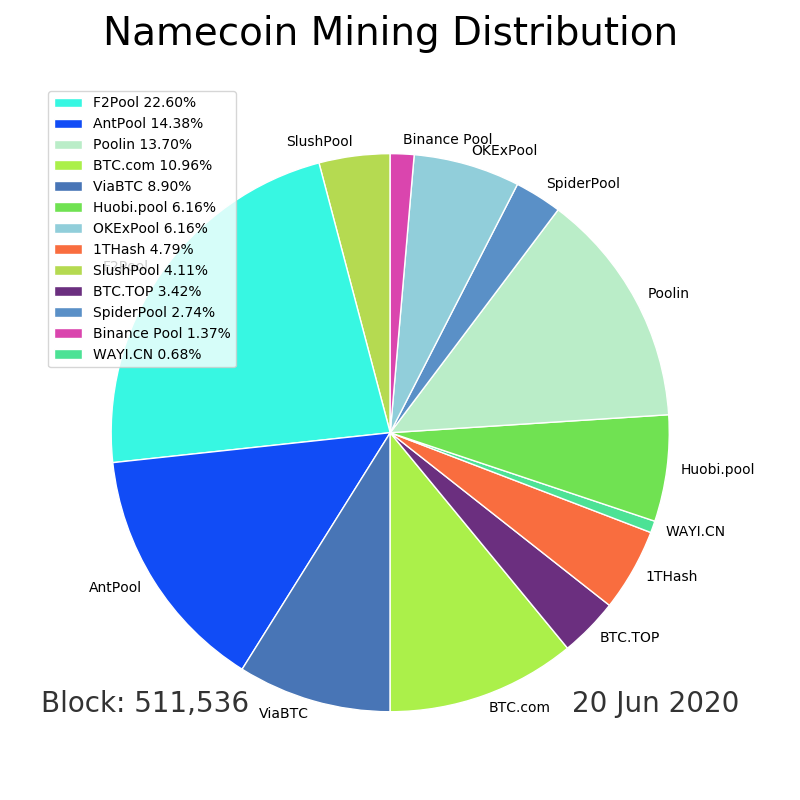 Namecoin Mining Distribution
F2Pool 22.60%
AntPool 14.38%
Poolin 13.70%
BTC.com 10.96%
ViaBTC 8.90%
Huobi.pool 6.16%
OKExPool 6.16%
1THash 4.79%
SlushPool 4.11%
BTC.TOP 3.42%
SpiderPool 2.74%
Binance Pool 1.37%
WAYI.CN 0.68%
SlushPool
Binance Pool
OKExPool
SpiderPool
F2Pool
Poolin
Huobi.pool
WAYI.CN
1THash
AntPool
BTC.TOP
BTC.com
ViaBTC
Block: 511,536
20 Jun 2020